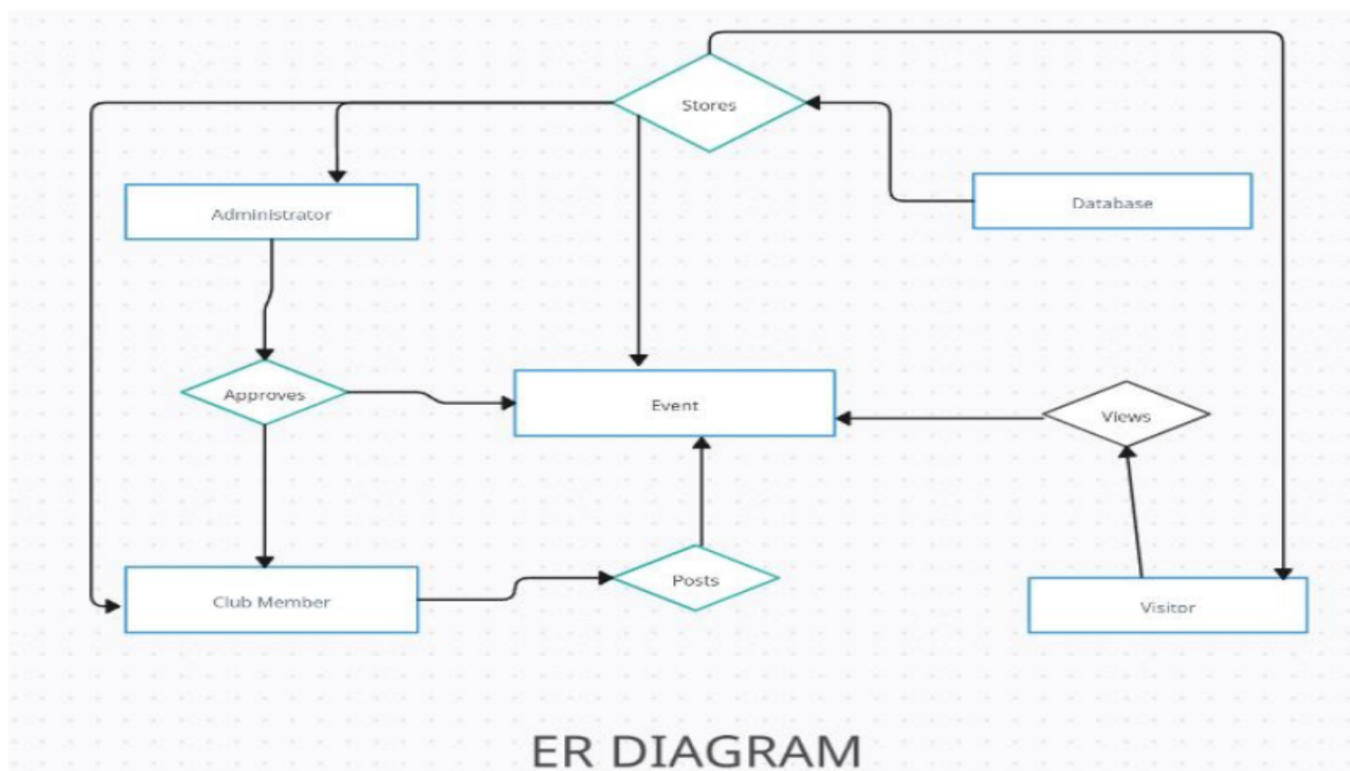 Stores
Database
Administrator
Approves
Event
Views
Posts
Club Member
Visitor
ER DIAGRAM